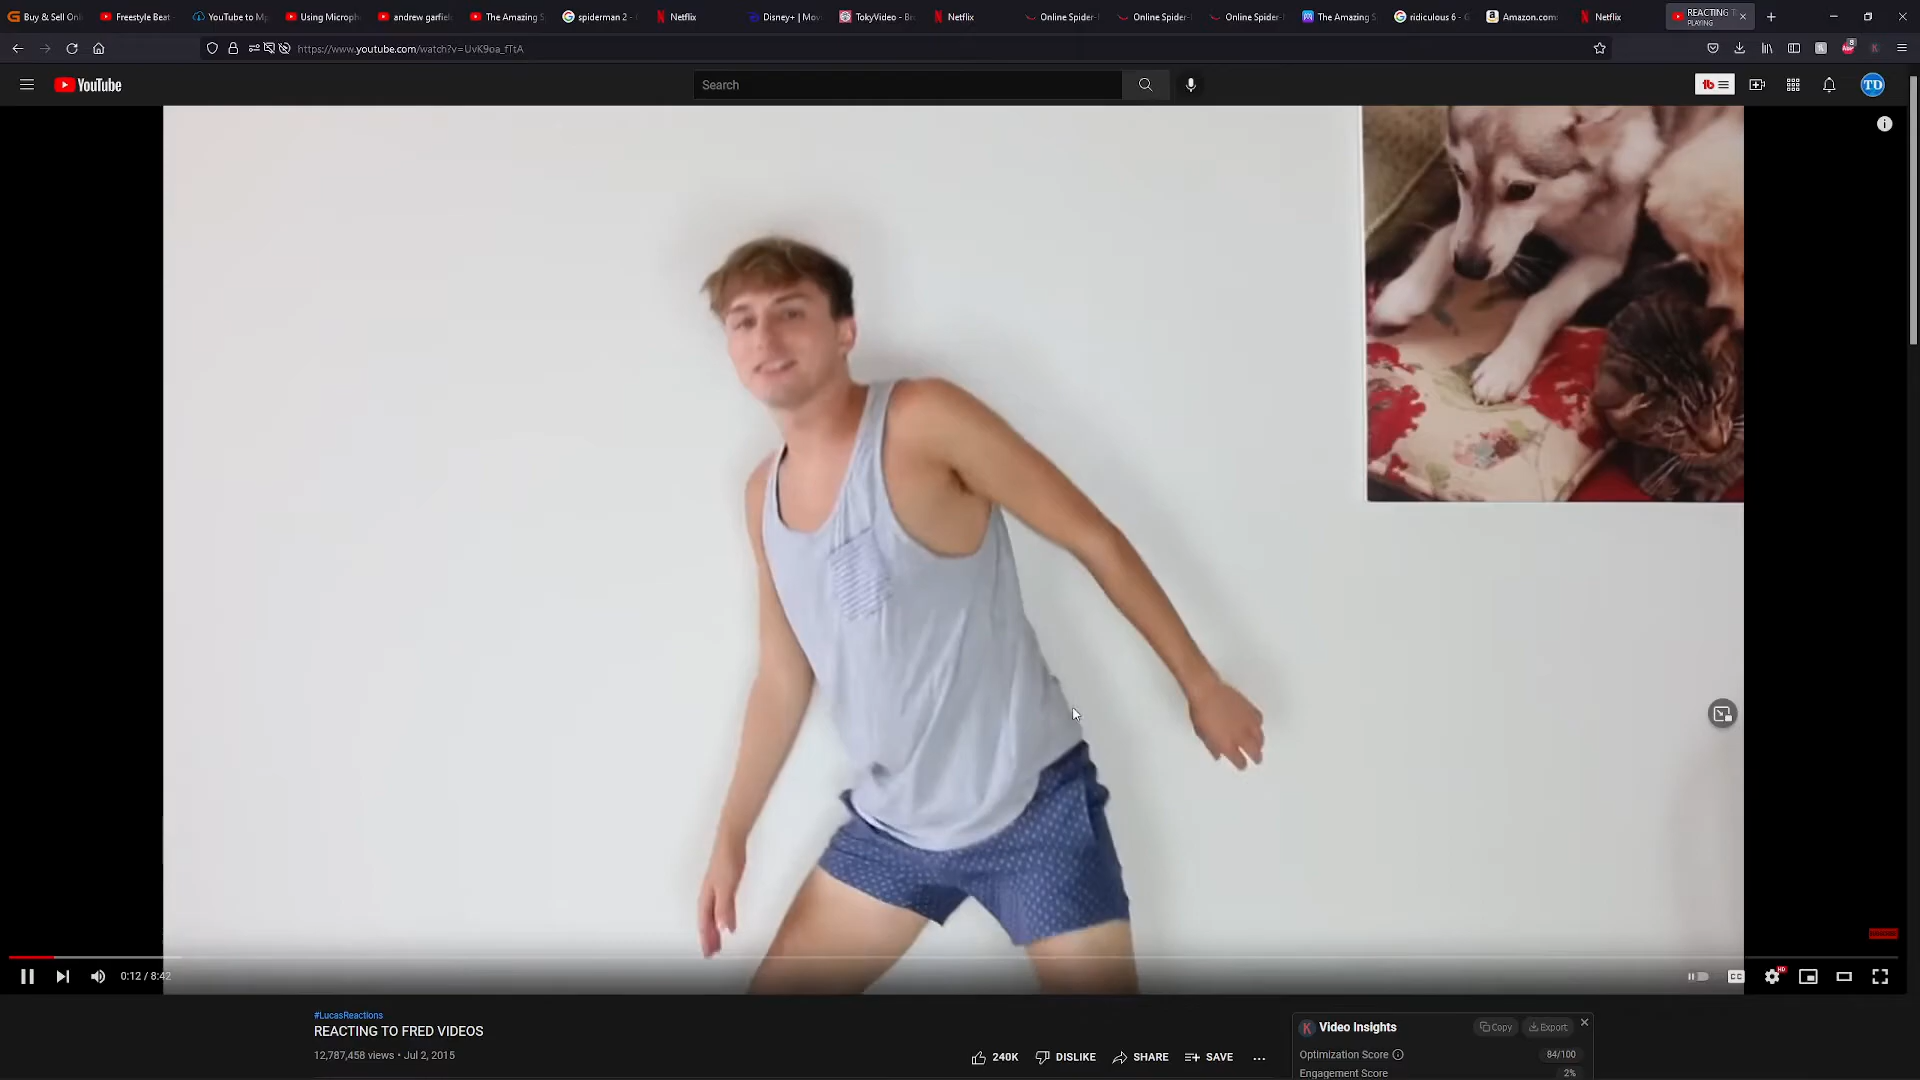 Buy & Sell Onli
Freestyle Beat
YouTube to Mp
Using Microph
andrew garfiel
The Amazing S
spiderman 2 -
Netflix
Disney+ | Mov
TokyVideo - Br
Netflix
Online Spider-
Online Spider-
Online Spider-
The Amazing S
ridiculous 6 - G
Amazon.com:
Netflix
REACTING T
PLAYING
https://www.youtube.com/watch?v=UvK9oa_fTtA
YouTube
Search
TD
0:12 / 8:42
CC
HD
#LucasReactions
REACTING TO FRED VIDEOS
12,787,458 views • Jul 2, 2015
240K
DISLIKE
SHARE
SAVE
K Video Insights
Copy
Export
Optimization Score
84/100
Engagement Score
2%